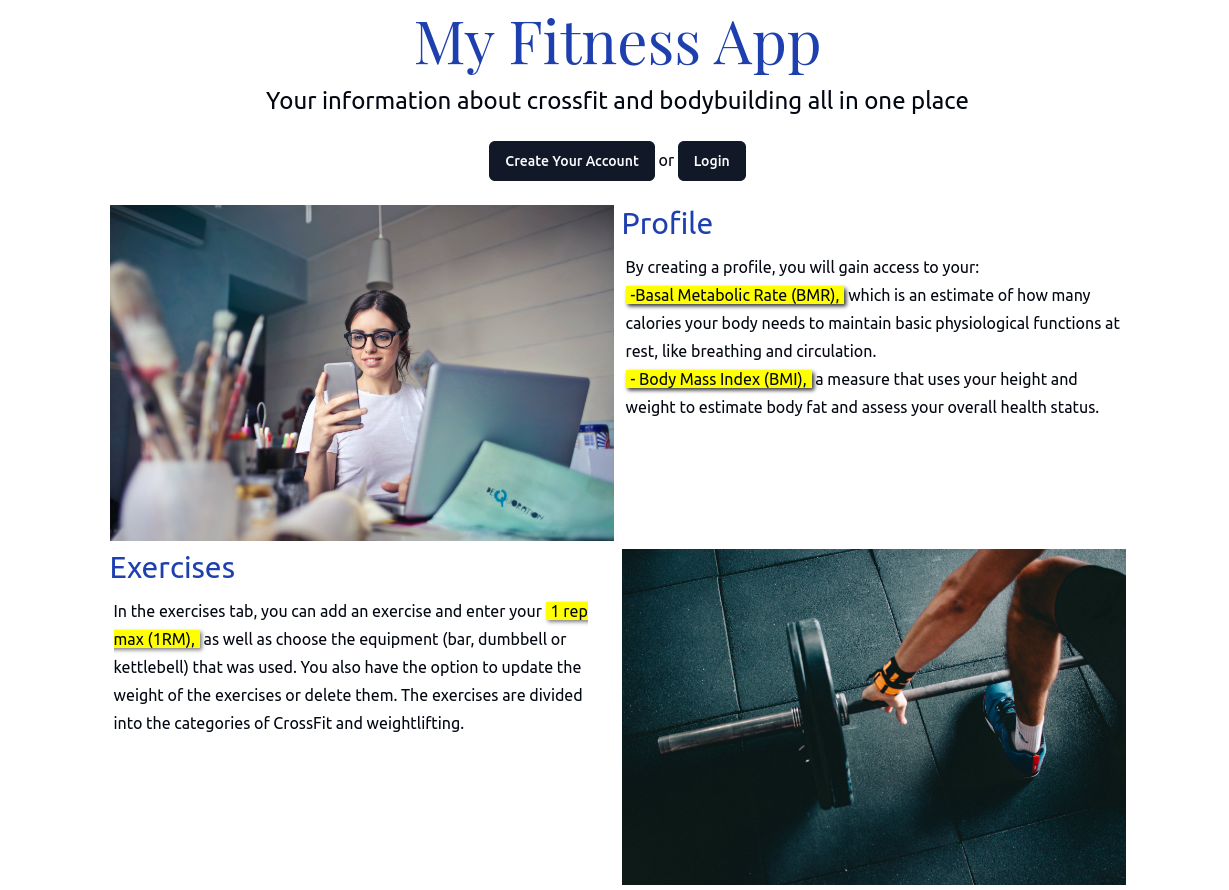 My Fitness App
Your information about crossfit and bodybuilding all in one place
Create Your Account or Login
Profile
By creating a profile, you will gain access to your:
-Basal Metabolic Rate (BMR), which is an estimate of how many
calories your body needs to maintain basic physiological functions at
rest, like breathing and circulation.
- Body Mass Index (BMI), a measure that uses your height and
weight to estimate body fat and assess your overall health status.
Exercises
In the exercises tab, you can add an exercise and enter your 1 rep
max (1RM), as well as choose the equipment (bar, dumbbell or
kettlebell) that was used. You also have the option to update the
weight of the exercises or delete them. The exercises are divided
into the categories of CrossFit and weightlifting.